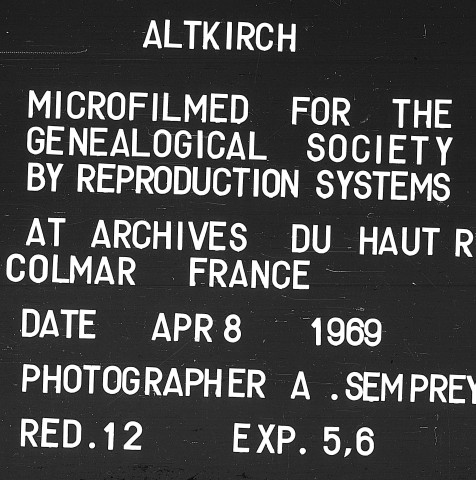 ALTKIRCH
MICROFILMED FOR THE
GENEALOGICAL SOCIETY
BY REPRODUCTION SYSTEMS
AT ARCHIVES DU HAUT R
COLMAR FRANCE
DATE APR 8 1969
PHOTOGRAPHER A .SEMPREY
RED.12 EXP. 5,6